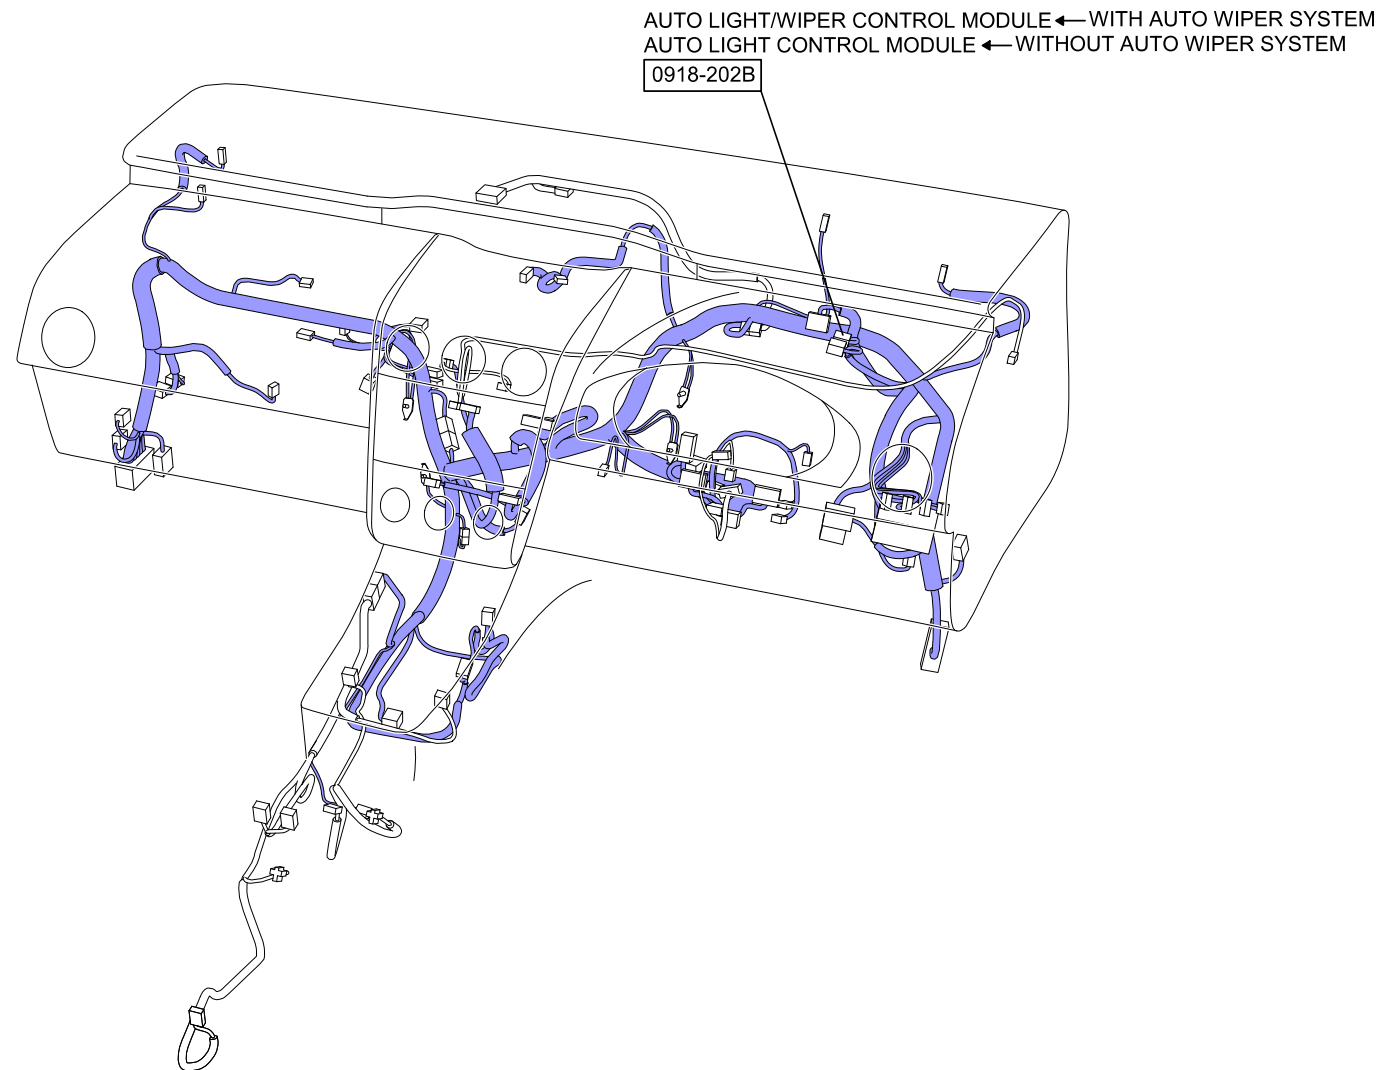 AUTO LIGHT/WIPER CONTROL MODULE ← WITH AUTO WIPER SYSTEM
AUTO LIGHT CONTROL MODULE ← WITHOUT AUTO WIPER SYSTEM
0918-202B